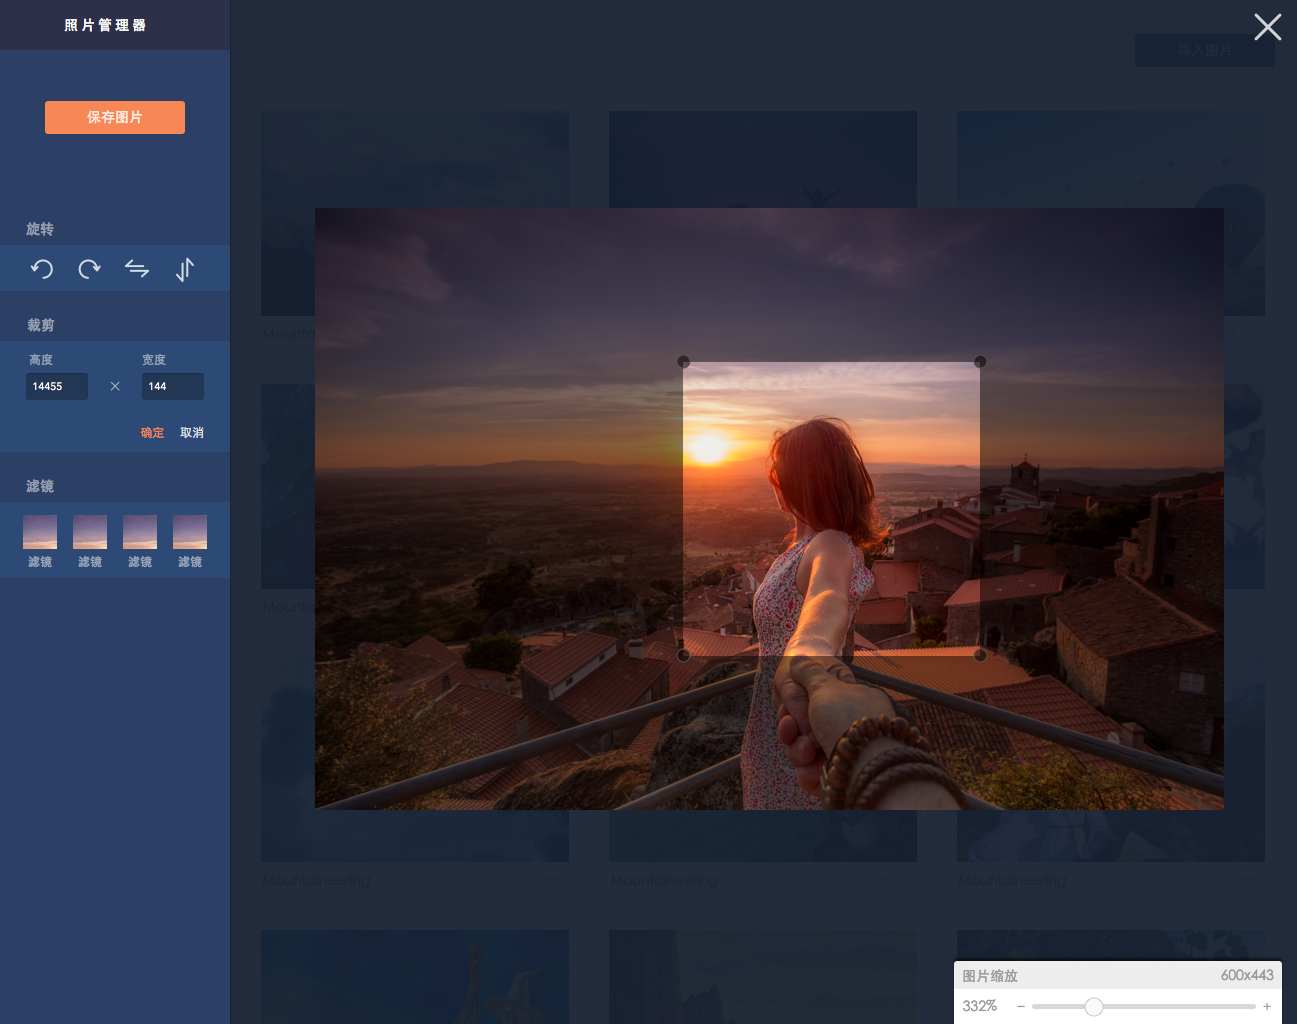 照片管理器
导入图片
保存图片
旋转
裁剪
高度 宽度
14455 × 144
确定 取消
滤镜
滤镜 滤镜 滤镜 滤镜
Mountaineering Mountaineering Mountaineering
图片缩放 600x443
332% − +